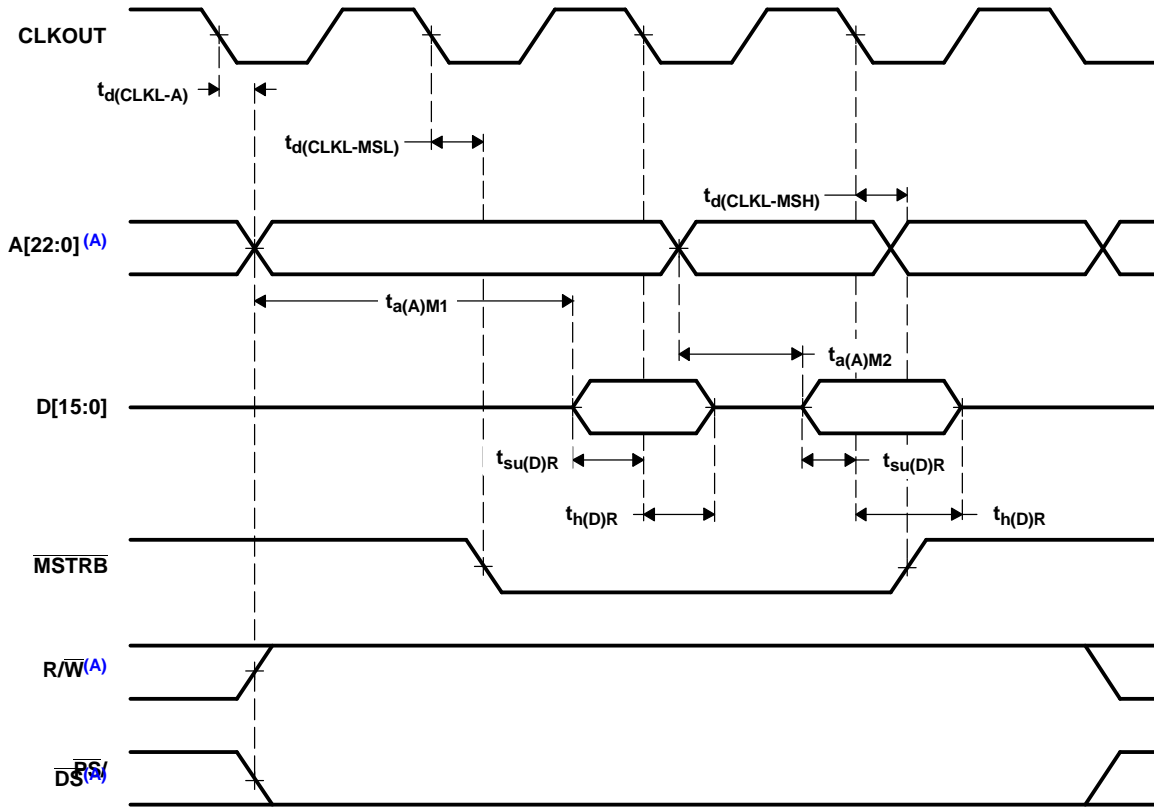 CLKOUT
td(CLKL-A)
td(CLKL-MSL)
td(CLKL-MSH)
A[22:0] (A)
ta(A)M1
ta(A)M2
D[15:0]
tsu(D)R
tsu(D)R
th(D)R
th(D)R
MSTRB
R/W(A)
PS/
DS(A)